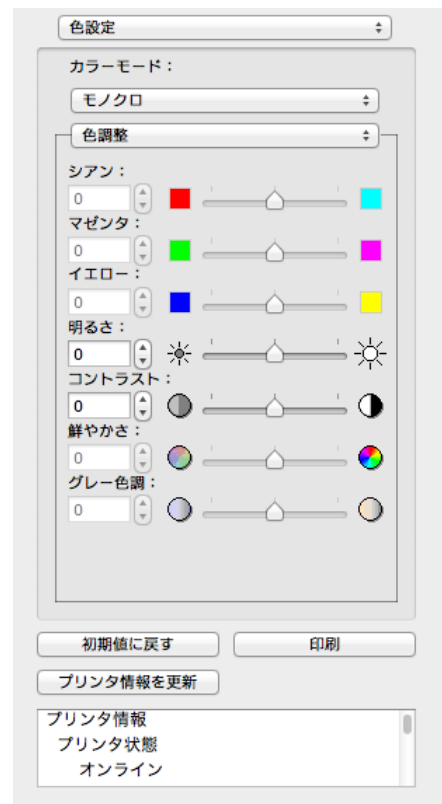 色設定
カラーモード：
モノクロ
色調整
シアン：
0
マゼンタ：
0
イエロー：
0
明るさ：
0
コントラスト：
0
鮮やかさ：
0
グレー色調：
0
初期値に戻す 印刷
プリンタ情報を更新
プリンタ情報
プリンタ状態
オンライン